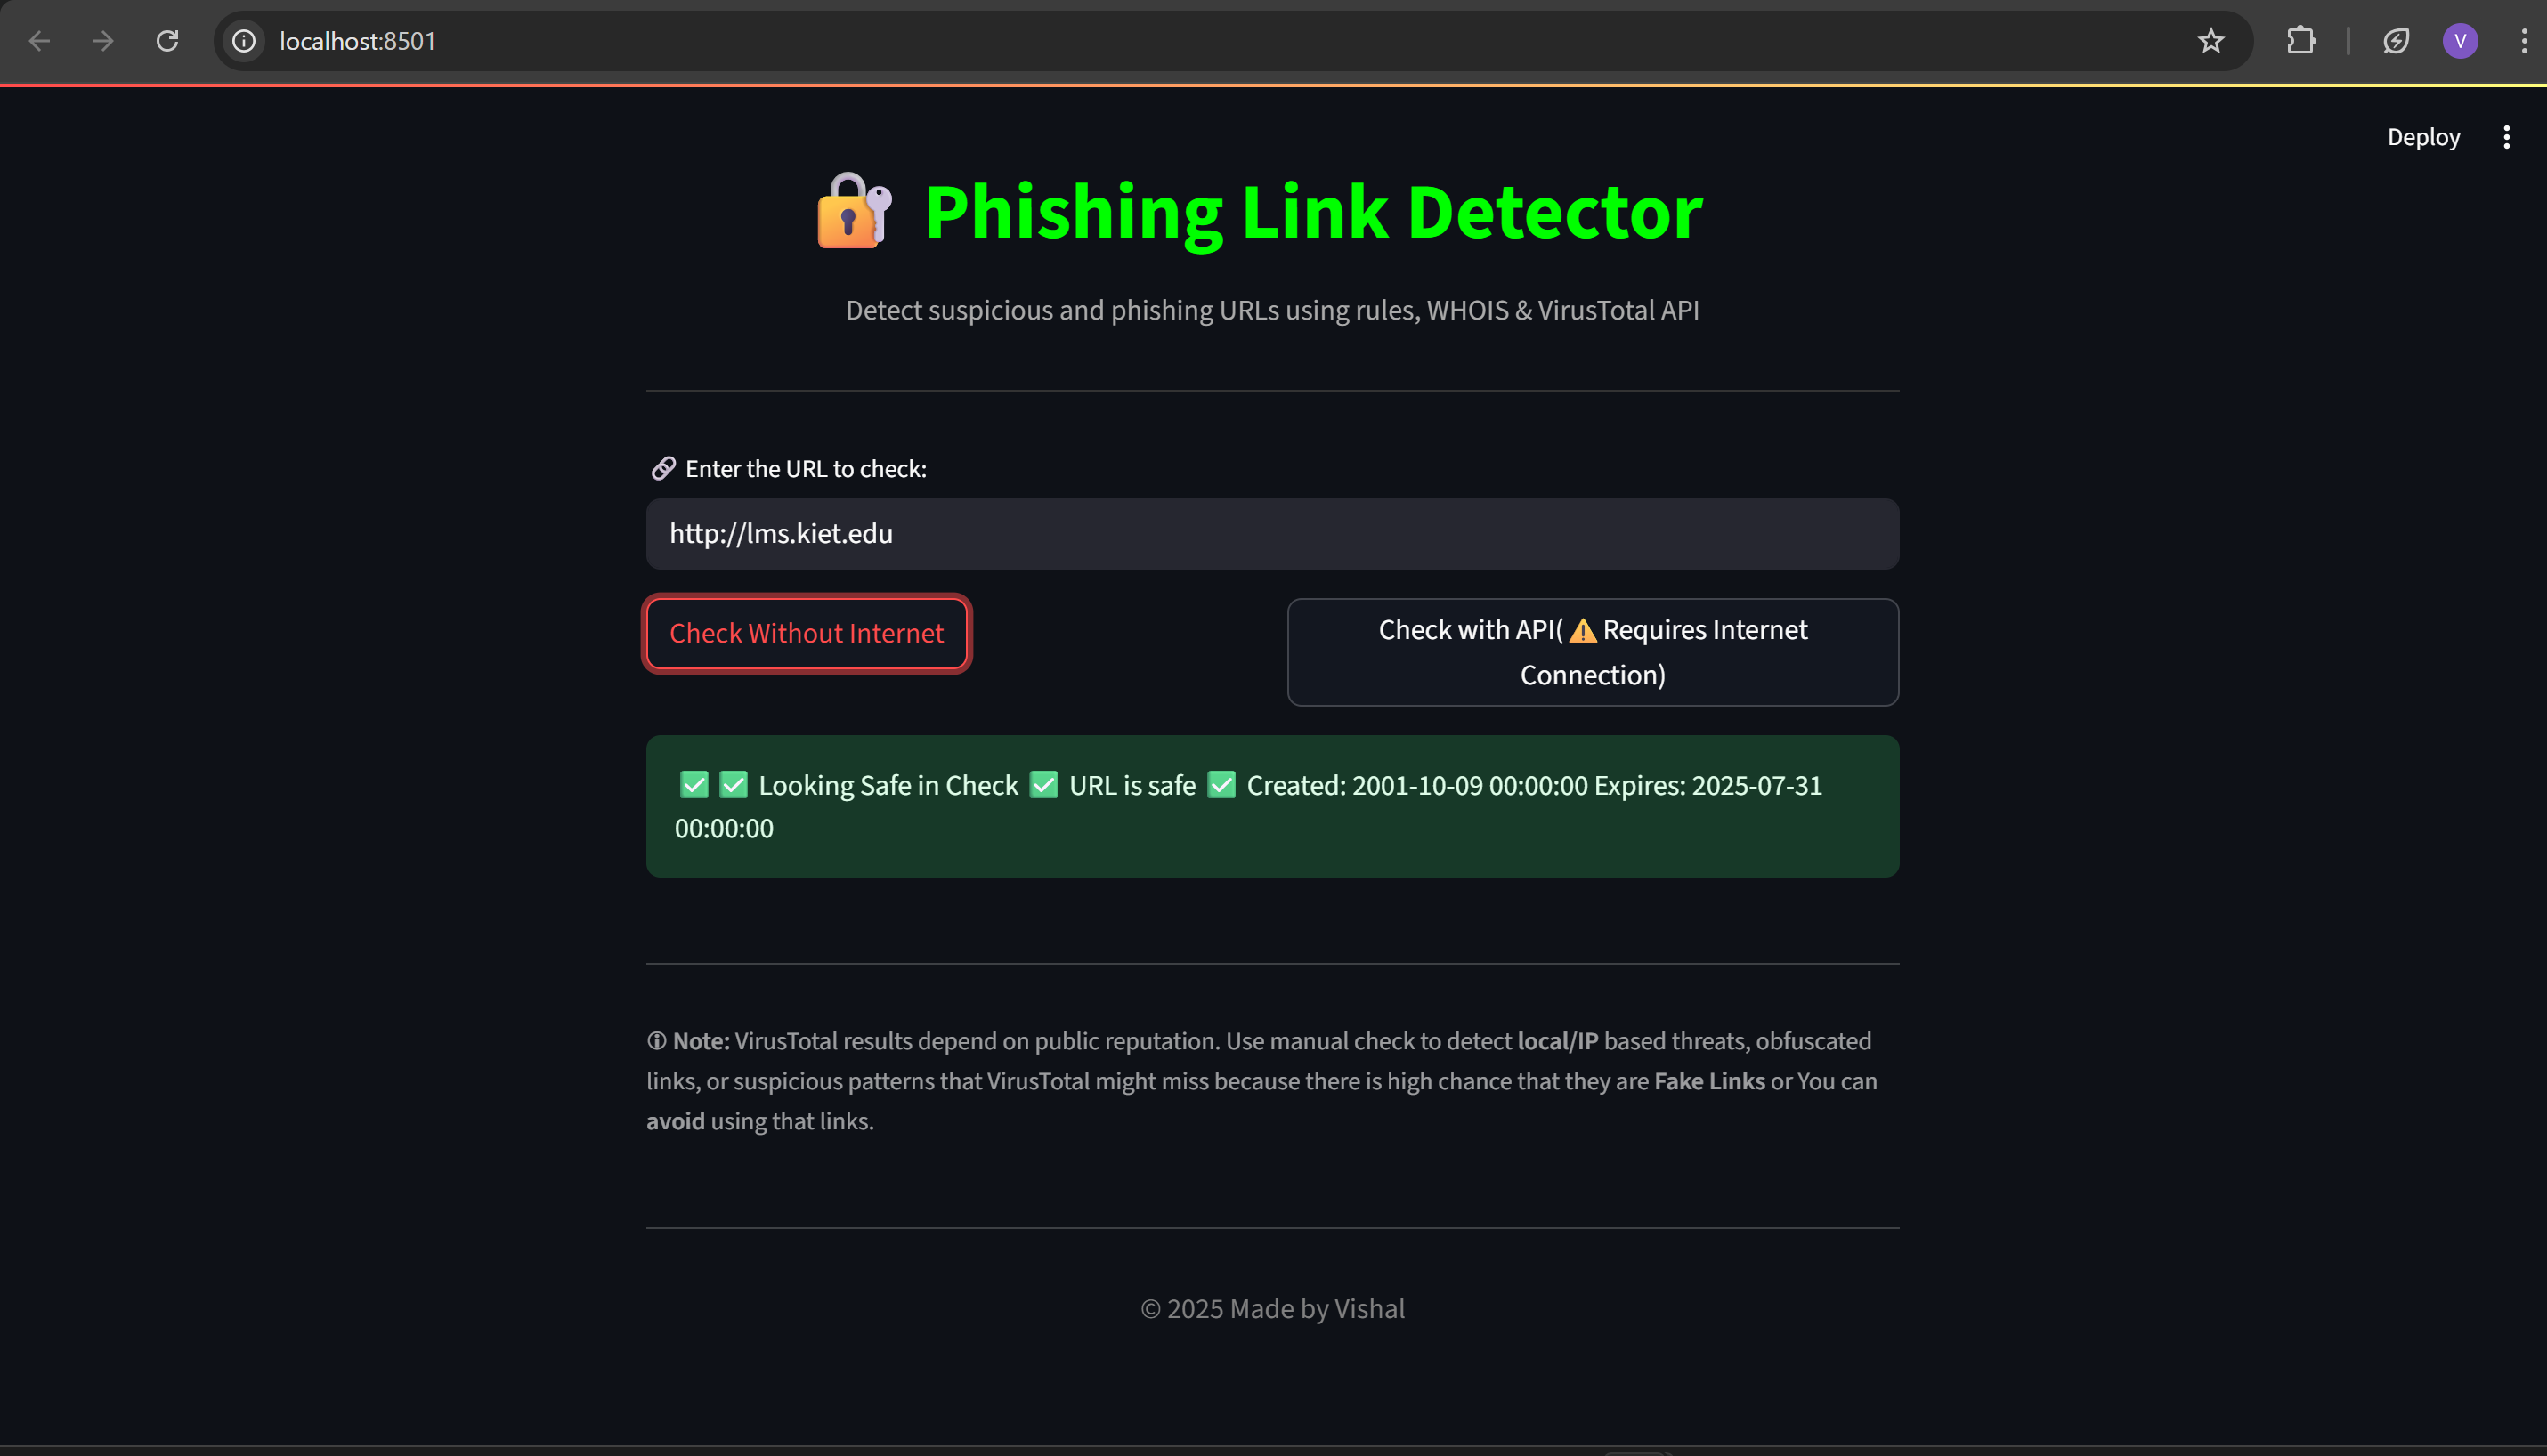 localhost:8501
V
Deploy
Phishing Link Detector
Detect suspicious and phishing URLs using rules, WHOIS & VirusTotal API
Enter the URL to check:
http://lms.kiet.edu
Check Without Internet
Check with API(⚠️ Requires Internet
Connection)
✅ ✅ Looking Safe in Check ✅ URL is safe ✅ Created: 2001-10-09 00:00:00 Expires: 2025-07-31
00:00:00
🛈 Note: VirusTotal results depend on public reputation. Use manual check to detect local/IP based threats, obfuscated
links, or suspicious patterns that VirusTotal might miss because there is high chance that they are Fake Links or You can
avoid using that links.
© 2025 Made by Vishal